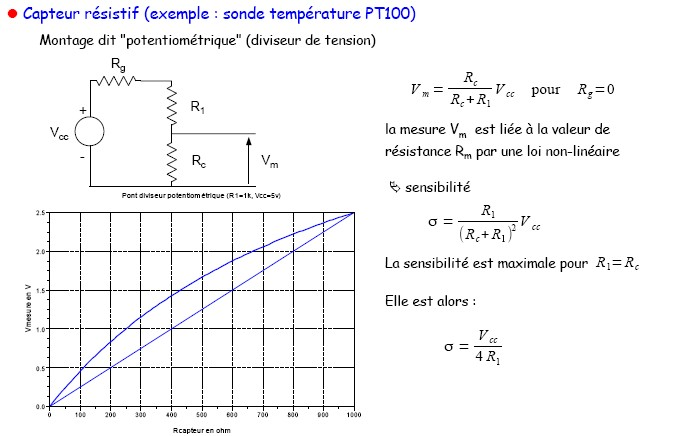 Capteur résistif (exemple : sonde température PT100)
Montage dit "potentiométrique" (diviseur de tension)
Rg
R1
+
Vcc
-
Rc
Vm
Vm = Rc / (Rc + R1) Vcc pour Rg = 0
la mesure Vm est liée à la valeur de
résistance Rm par une loi non-linéaire
sensibilité
σ = R1 / (Rc + R1)² Vcc
La sensibilité est maximale pour R1 = Rc
Elle est alors :
σ = Vcc / 4 R1
Pont diviseur potentiométrique (R1=1k, Vcc=5v)
Vmesure en V
2.5
2.0
1.5
1.0
0.5
0.0
0 100 200 300 400 500 600 700 800 900 1000
Rcapteur en ohm